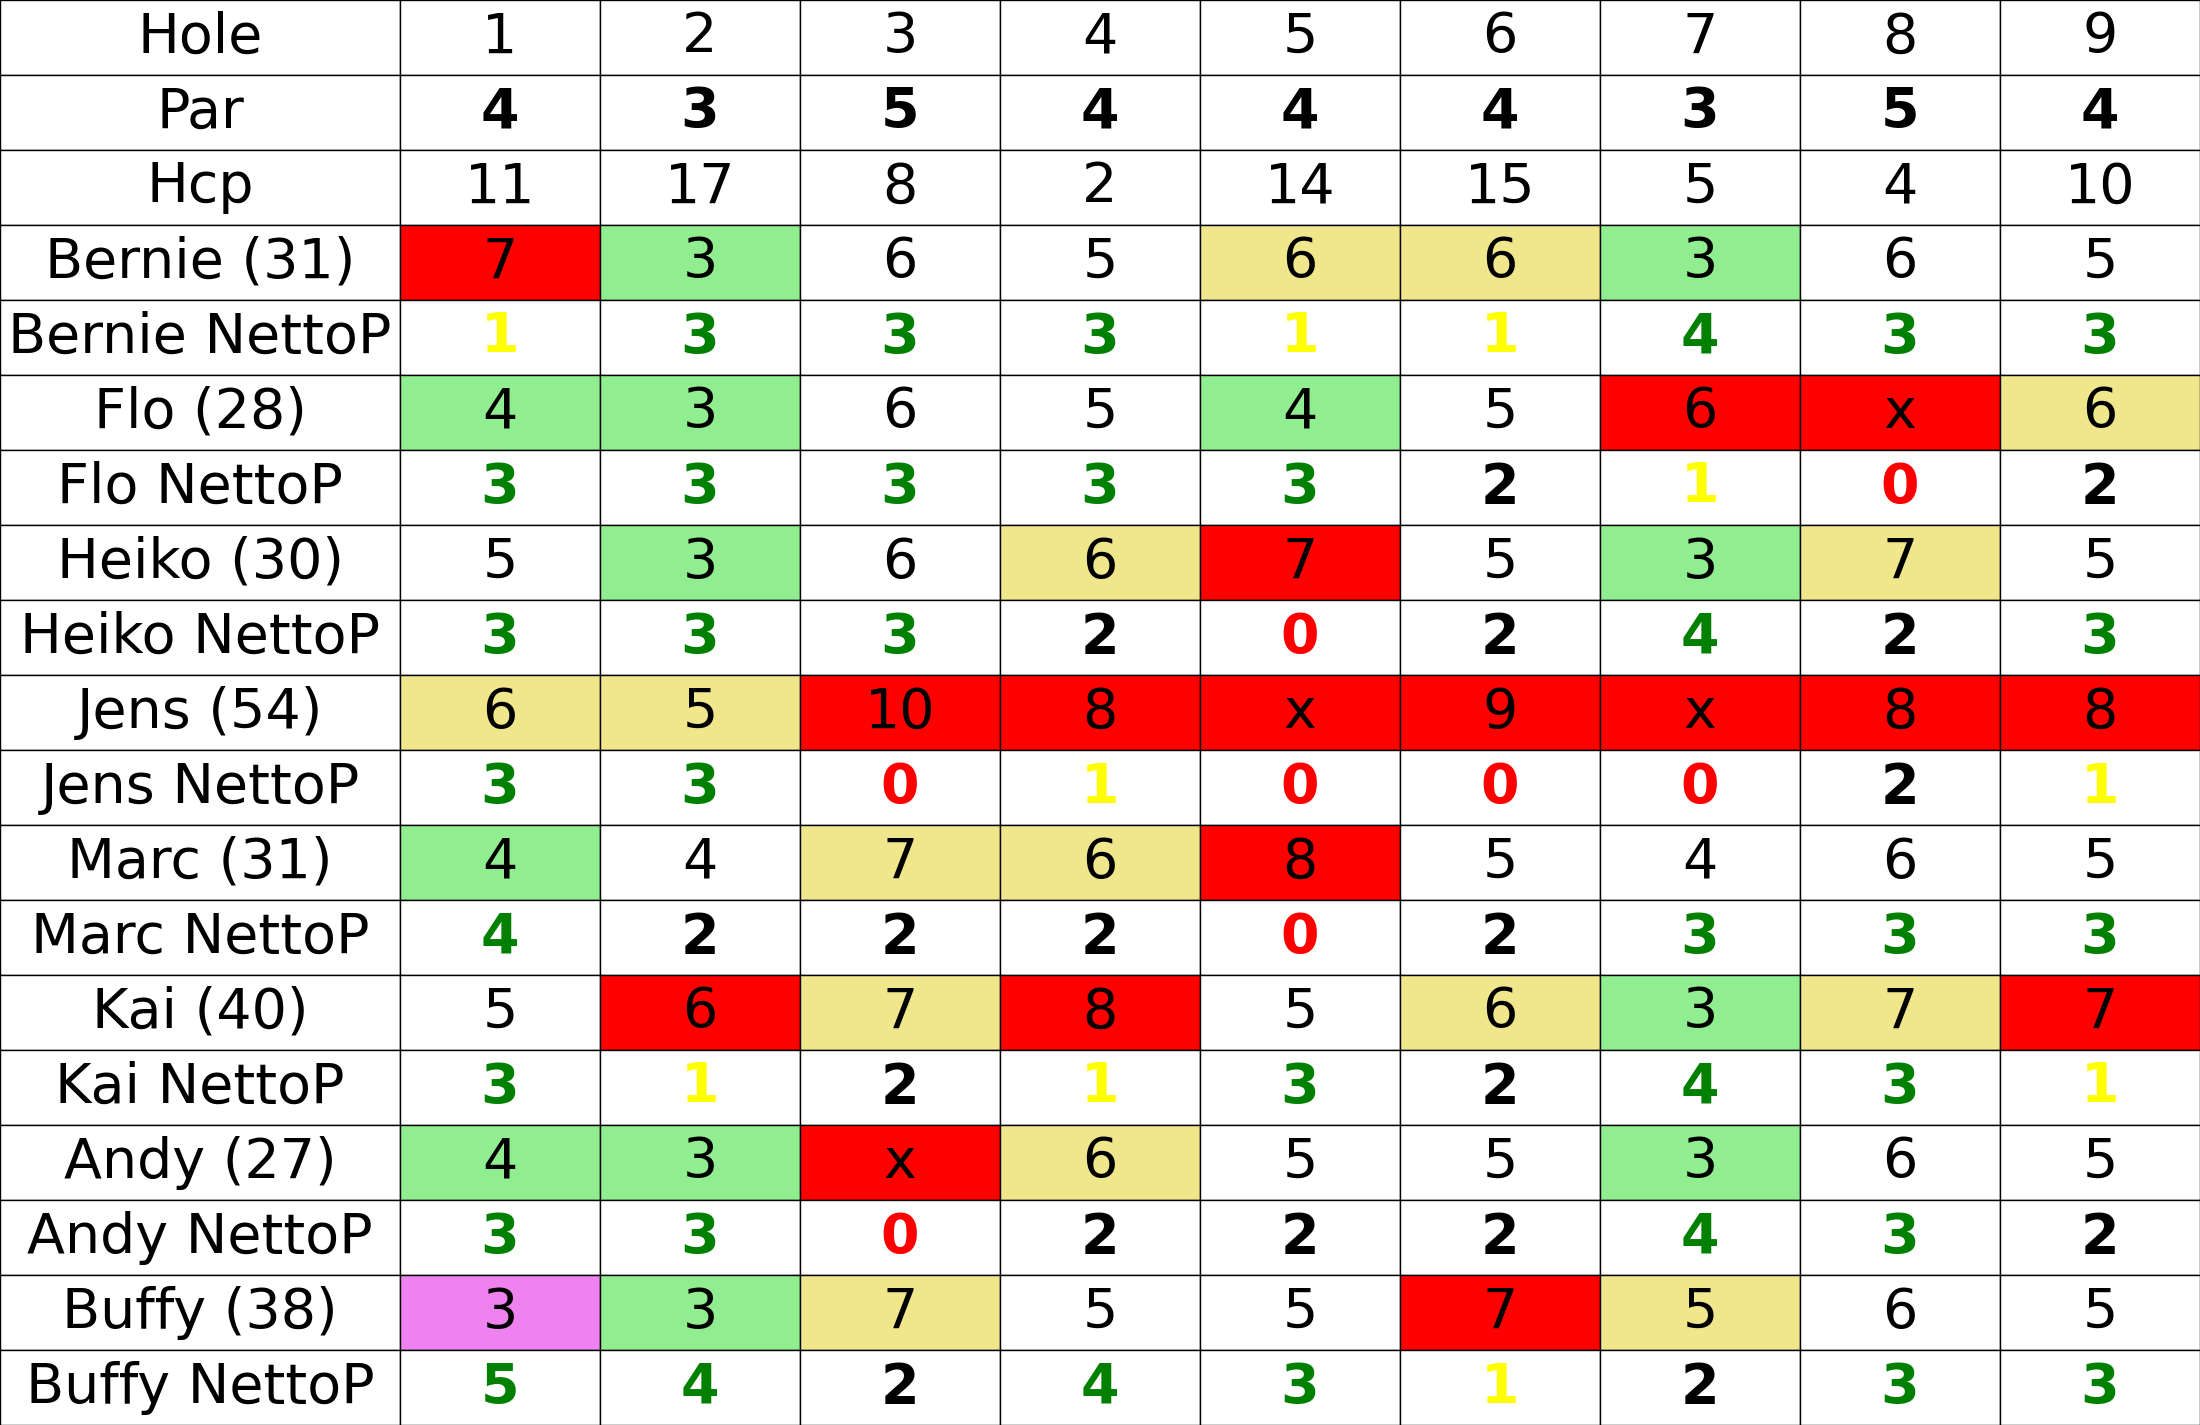 Hole 1 2 3 4 5 6 7 8 9
Par 4 3 5 4 4 4 3 5 4
Hcp 11 17 8 2 14 15 5 4 10
Bernie (31) 7 3 6 5 6 6 3 6 5
Bernie NettoP 1 3 3 3 1 1 4 3 3
Flo (28) 4 3 6 5 4 5 6 x 6
Flo NettoP 3 3 3 3 3 2 1 0 2
Heiko (30) 5 3 6 6 7 5 3 7 5
Heiko NettoP 3 3 3 2 0 2 4 2 3
Jens (54) 6 5 10 8 x 9 x 8 8
Jens NettoP 3 3 0 1 0 0 0 2 1
Marc (31) 4 4 7 6 8 5 4 6 5
Marc NettoP 4 2 2 2 0 2 3 3 3
Kai (40) 5 6 7 8 5 6 3 7 7
Kai NettoP 3 1 2 1 3 2 4 3 1
Andy (27) 4 3 x 6 5 5 3 6 5
Andy NettoP 3 3 0 2 2 2 4 3 2
Buffy (38) 3 3 7 5 5 7 5 6 5
Buffy NettoP 5 4 2 4 3 1 2 3 3